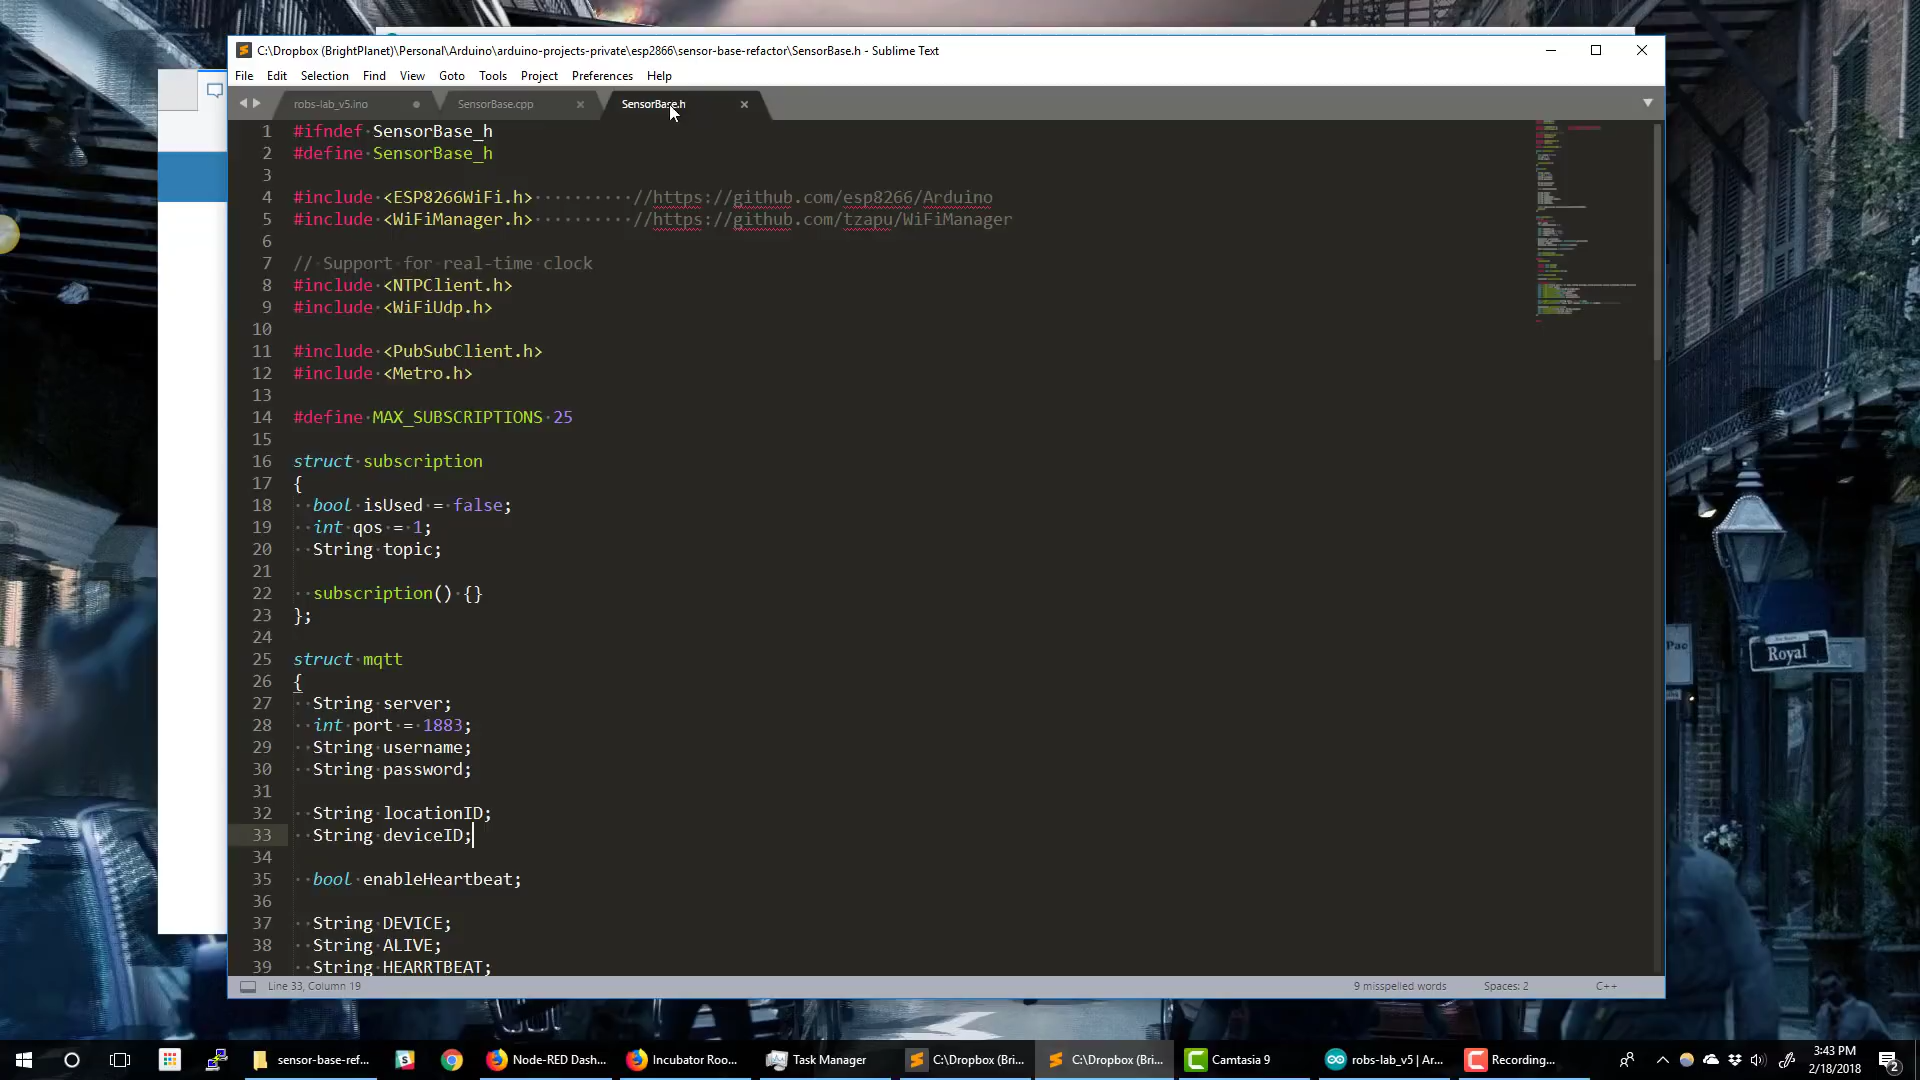 C:\Dropbox (BrightPlanet)\Personal\Arduino\arduino-projects-private\esp2866\sensor-base-refactor\SensorBase.h - Sublime Text
File Edit Selection Find View Goto Tools Project Preferences Help
robs-lab_v5.ino SensorBase.cpp SensorBase.h
1 #ifndef SensorBase_h
2 #define SensorBase_h
3
4 #include <ESP8266WiFi.h> //https://github.com/esp8266/Arduino
5 #include <WiFiManager.h> //https://github.com/tzapu/WiFiManager
6
7 // Support for real-time clock
8 #include <NTPClient.h>
9 #include <WiFiUdp.h>
10
11 #include <PubSubClient.h>
12 #include <Metro.h>
13
14 #define MAX_SUBSCRIPTIONS 25
15
16 struct subscription
17 {
18 bool isUsed = false;
19 int qos = 1;
20 String topic;
21
22 subscription() {}
23 };
24
25 struct mqtt
26 {
27 String server;
28 int port = 1883;
29 String username;
30 String password;
31
32 String locationID;
33 String deviceID;
34
35 bool enableHeartbeat;
36
37 String DEVICE;
38 String ALIVE;
39 String HEARRTBEAT;
Line 33, Column 19 9 misspelled words Spaces: 2 C++
Royal
sensor-base-ref... Node-RED Dash... Incubator Roo... Task Manager C:\Dropbox (Bri... C:\Dropbox (Bri... Camtasia 9 robs-lab_v5 | Ar... Recording...
3:43 PM
2/18/2018
2